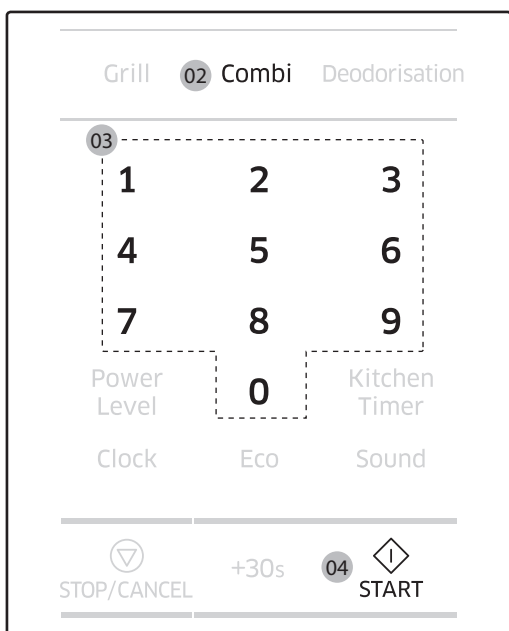 Grill 02 Combi Deodorisation
03
1 2 3
4 5 6
7 8 9
Power Level 0 Kitchen Timer
Clock Eco Sound
STOP/CANCEL +30s 04 START